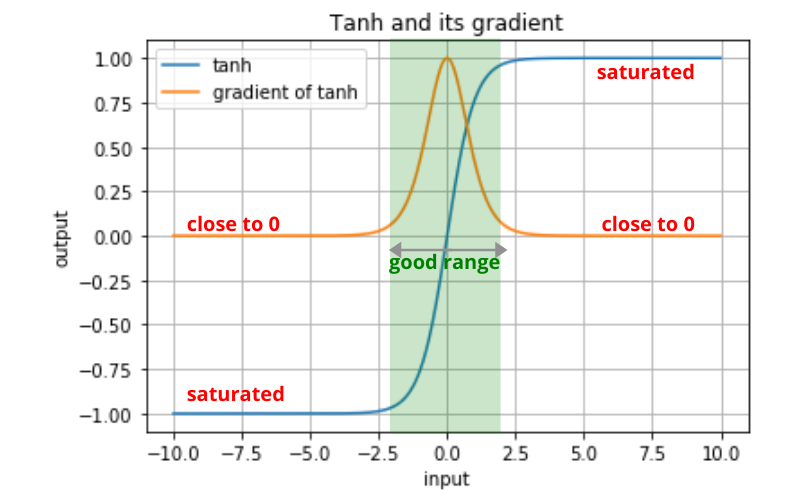 Tanh and its gradient
1.00
0.75
0.50
0.25
0.00
−0.25
−0.50
−0.75
−1.00
output
tanh
gradient of tanh
saturated
close to 0
close to 0
good range
saturated
−10.0 −7.5 −5.0 −2.5 0.0 2.5 5.0 7.5 10.0
input